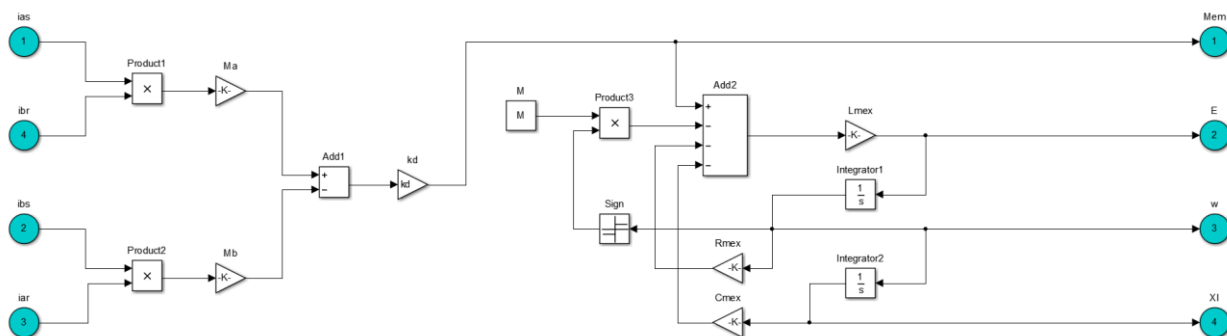 ias
1
Product1
×
Ma
-K-
ibr
4
ibs
2
Product2
×
Mb
-K-
iar
3
Add1
+
−
kd
kd
M
M
Product3
×
Add2
+
−
−
−
Lmex
-K-
Integrator1
1
s
Sign
Rmex
-K-
Integrator2
1
s
Cmex
-K-
Mem
1
E
2
w
3
XI
4